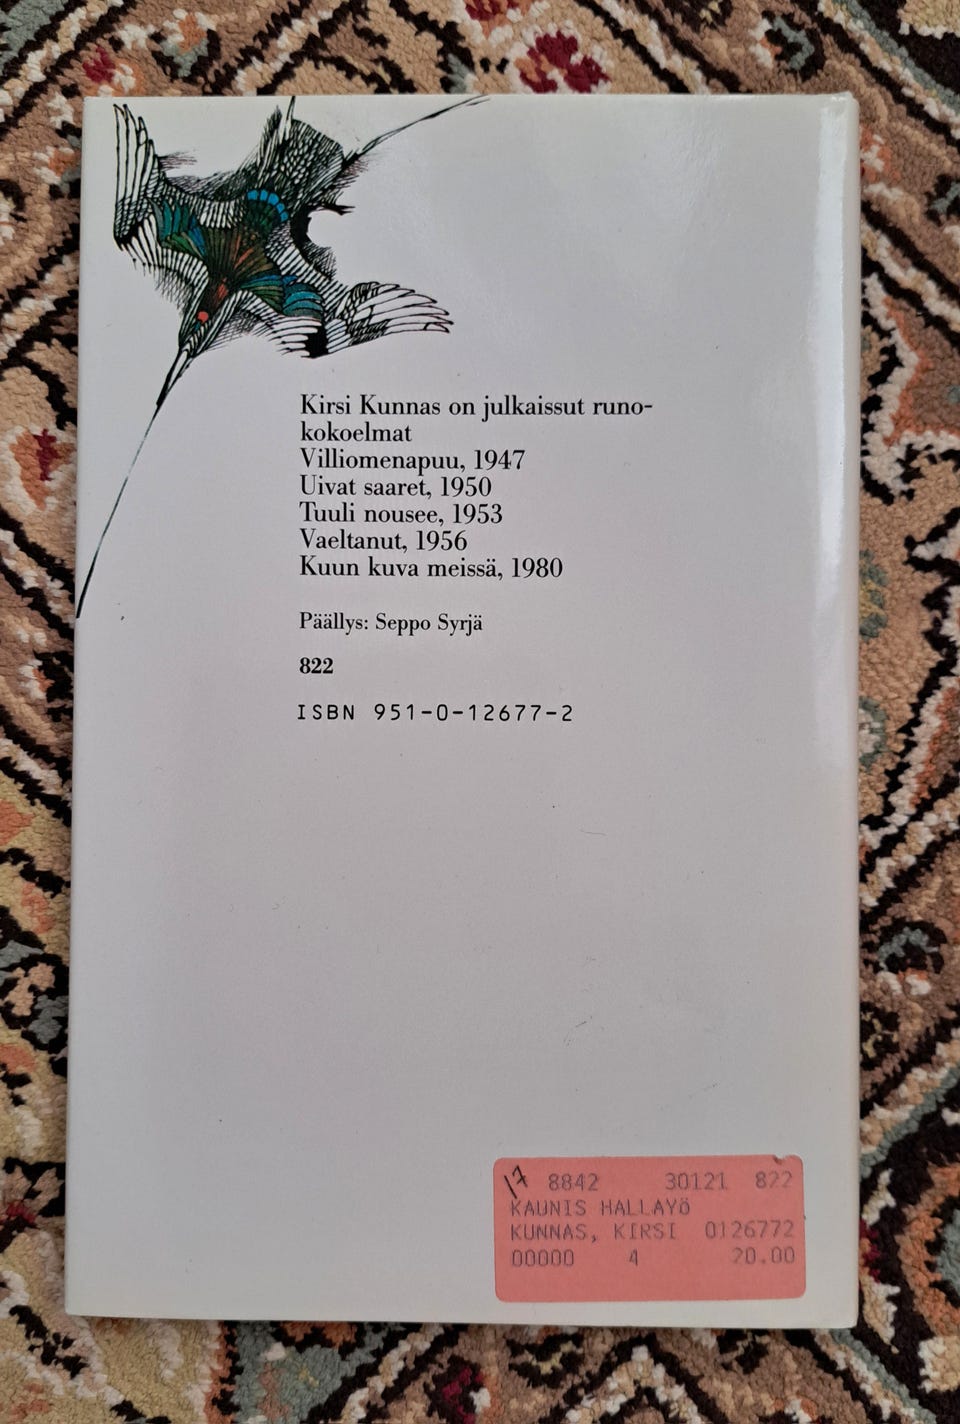 Kirsi Kunnas on julkaissut runo-
kokoelmat
Villiomenapuu, 1947
Uivat saaret, 1950
Tuuli nousee, 1953
Vaeltanut, 1956
Kuun kuva meissä, 1980
Päällys: Seppo Syrjä
822
ISBN 951-0-12677-2
17 8842 30121 822
KAUNIS HALLAYÖ
KUNNAS, KIRSI 0126772
00000 4 20.00